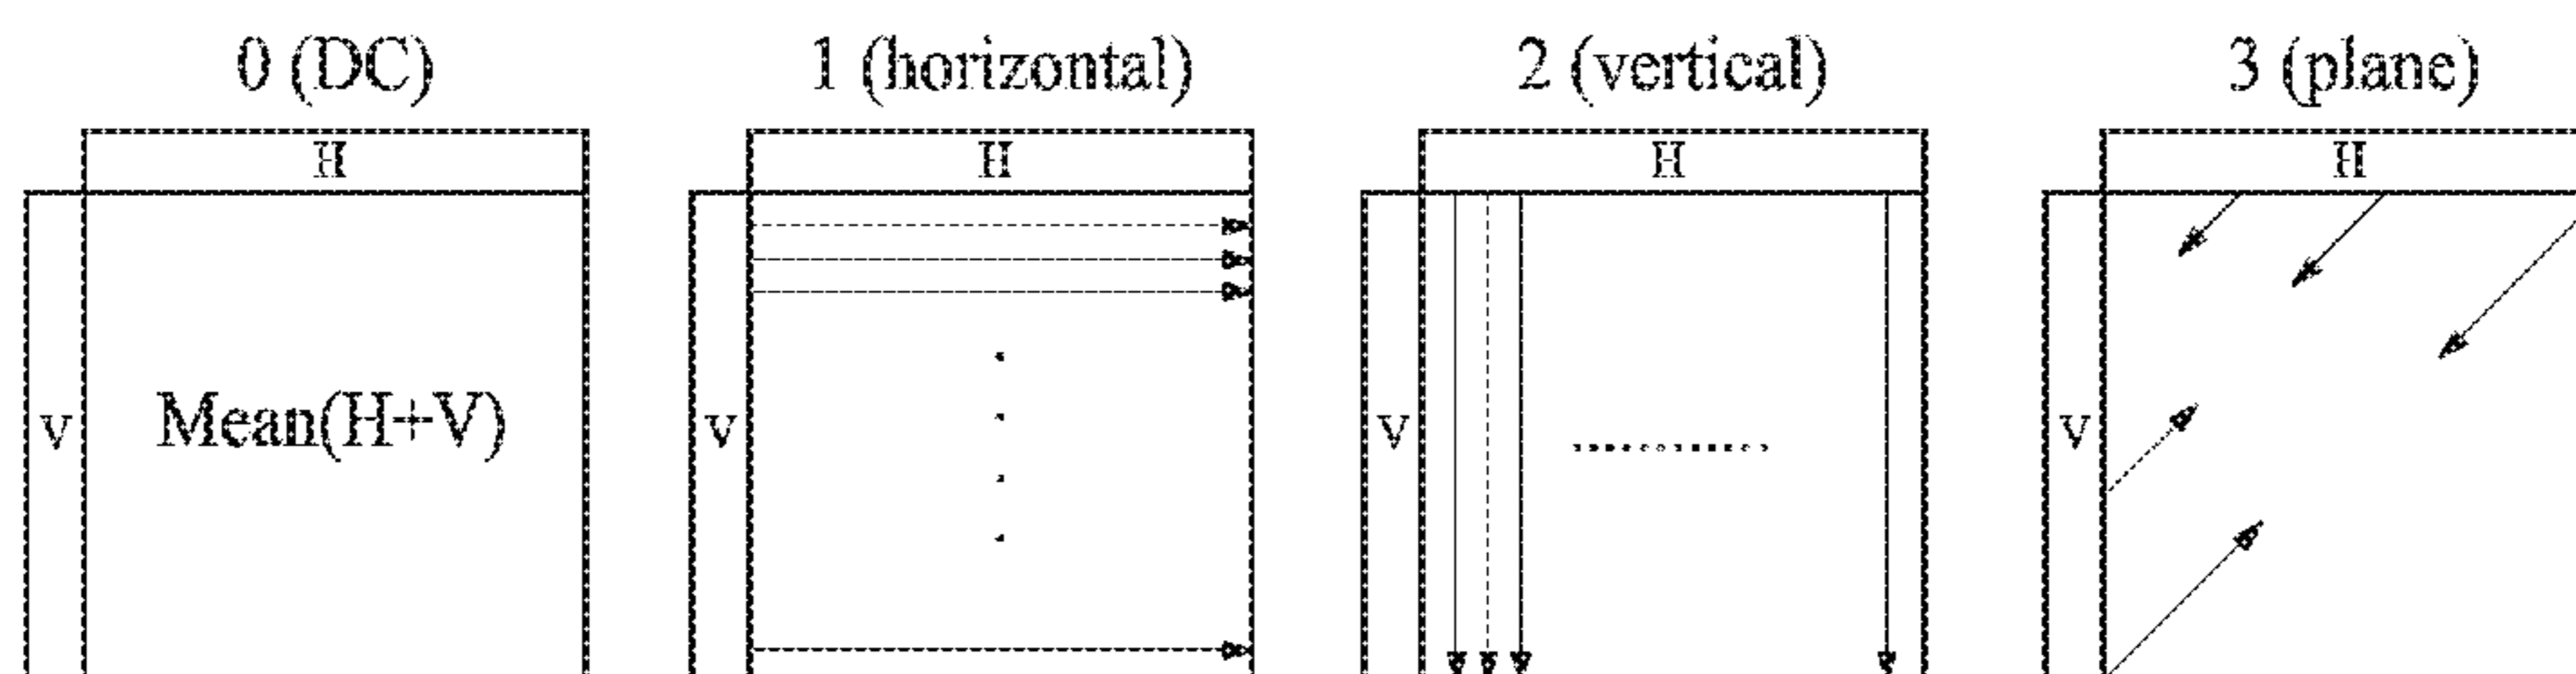 0 (DC) 1 (horizontal) 2 (vertical) 3 (plane)
H H H H
V Mean(H+V) V V V